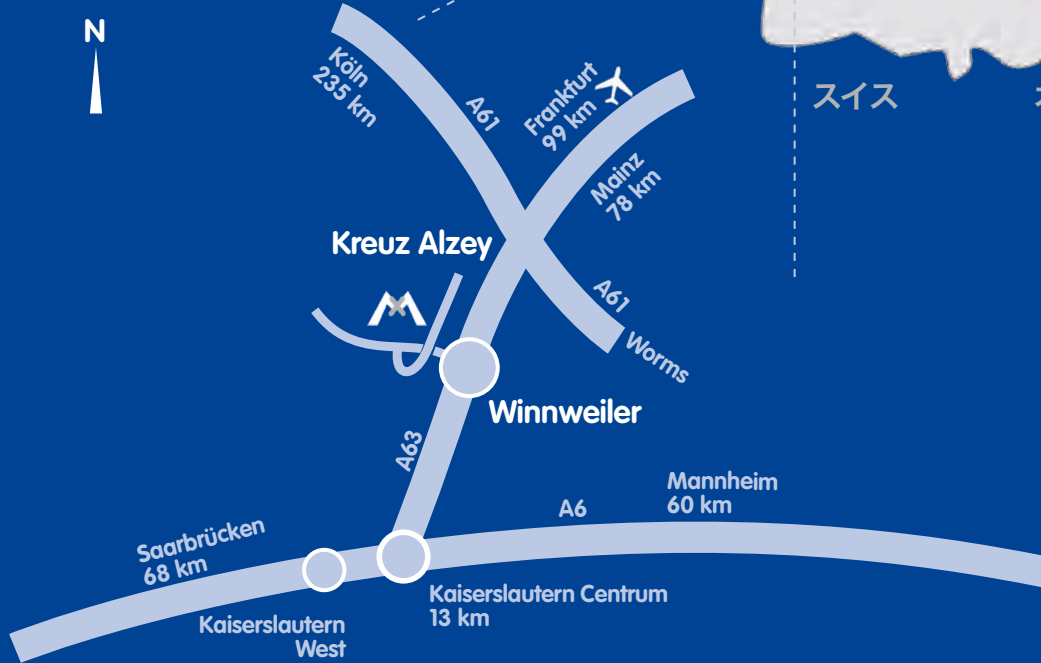 N
Köln
235 km
A61
Frankfurt
99 km
Mainz
78 km
スイス
Kreuz Alzey
A61
Worms
Winnweiler
A63
Mannheim
60 km
A6
Saarbrücken
68 km
Kaiserslautern Centrum
13 km
Kaiserslautern
West